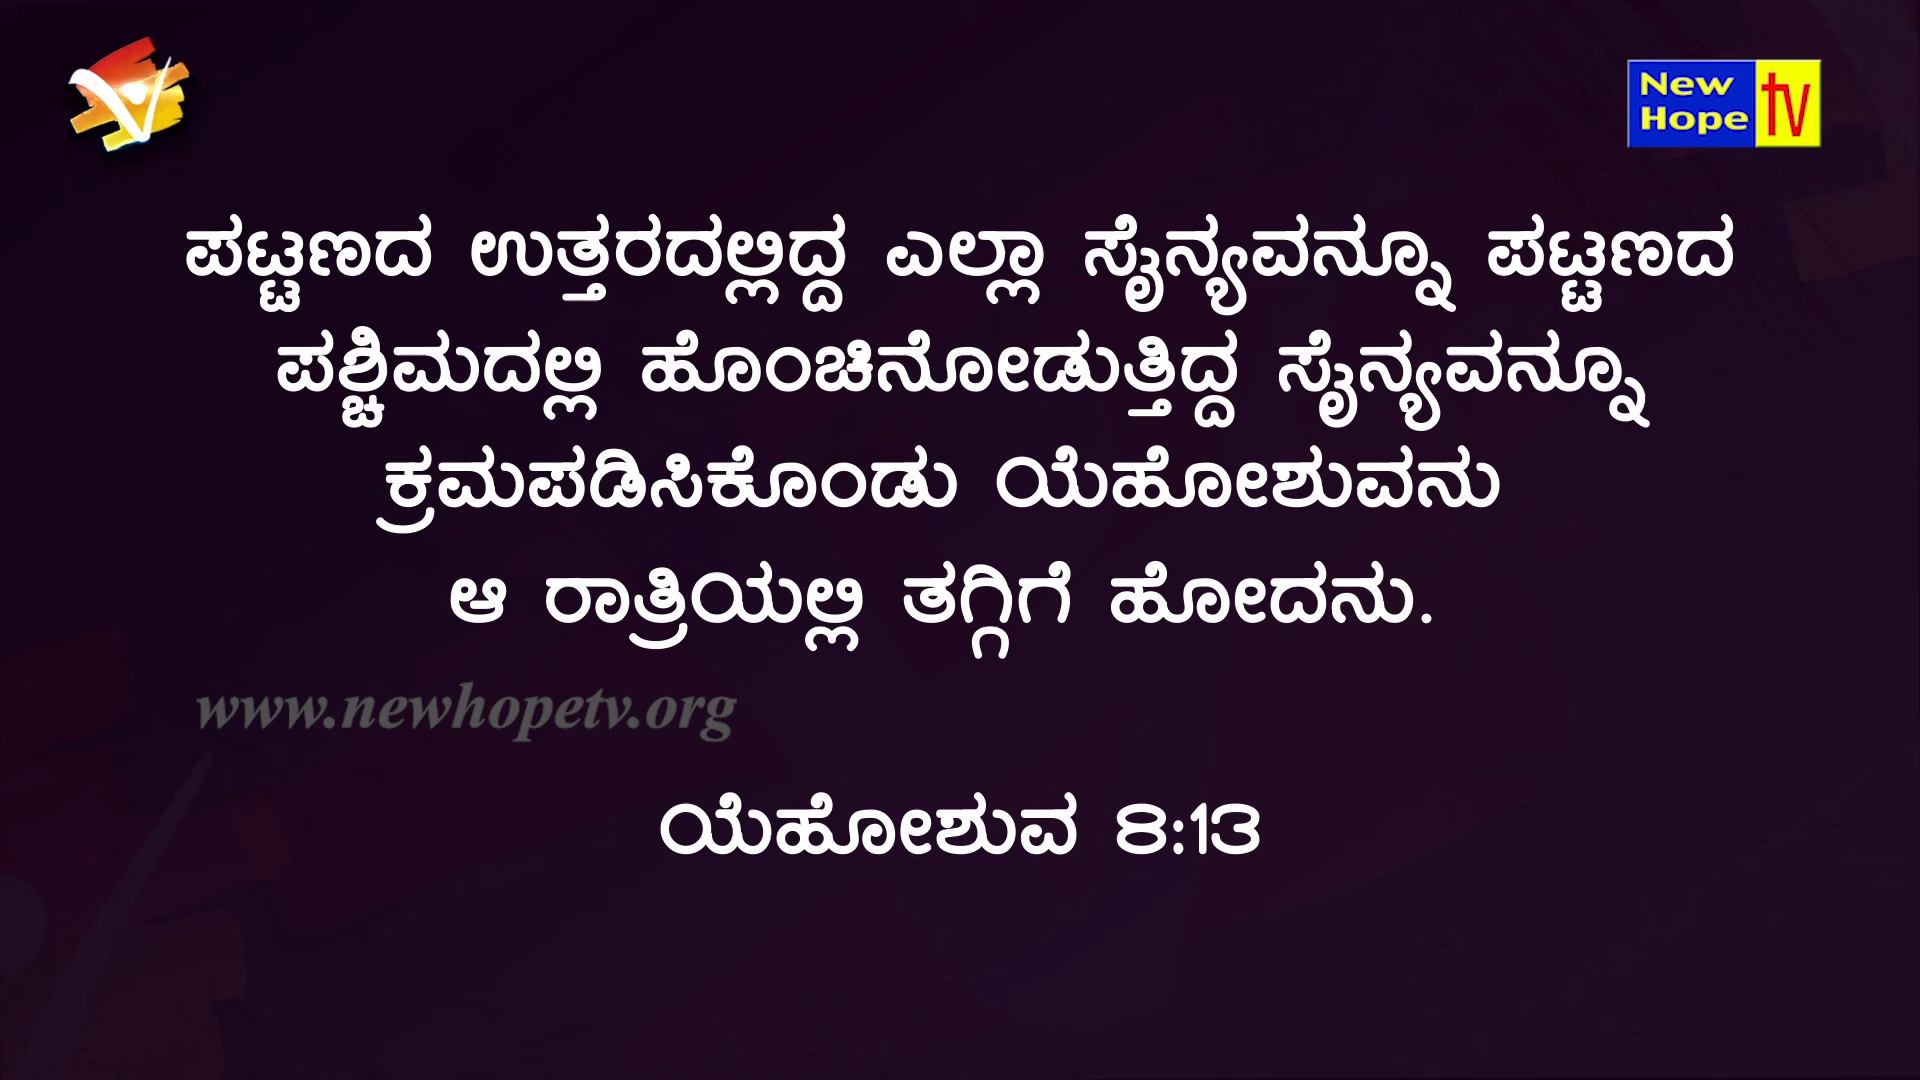 New
Hope
TV
ಪಟ್ಟಣದ ಉತ್ತರದಲ್ಲಿದ್ದ ಎಲ್ಲಾ ಸೈನ್ಯವನ್ನೂ ಪಟ್ಟಣದ
ಪಶ್ಚಿಮದಲ್ಲಿ ಹೊಂಚಿನೋಡುತ್ತಿದ್ದ ಸೈನ್ಯವನ್ನೂ
ಕ್ರಮಪಡಿಸಿಕೊಂಡು ಯೆಹೋಶುವನು
ಆ ರಾತ್ರಿಯಲ್ಲಿ ತಗ್ಗಿಗೆ ಹೋದನು.
www.newhopetv.org
ಯೆಹೋಶುವ 8:13